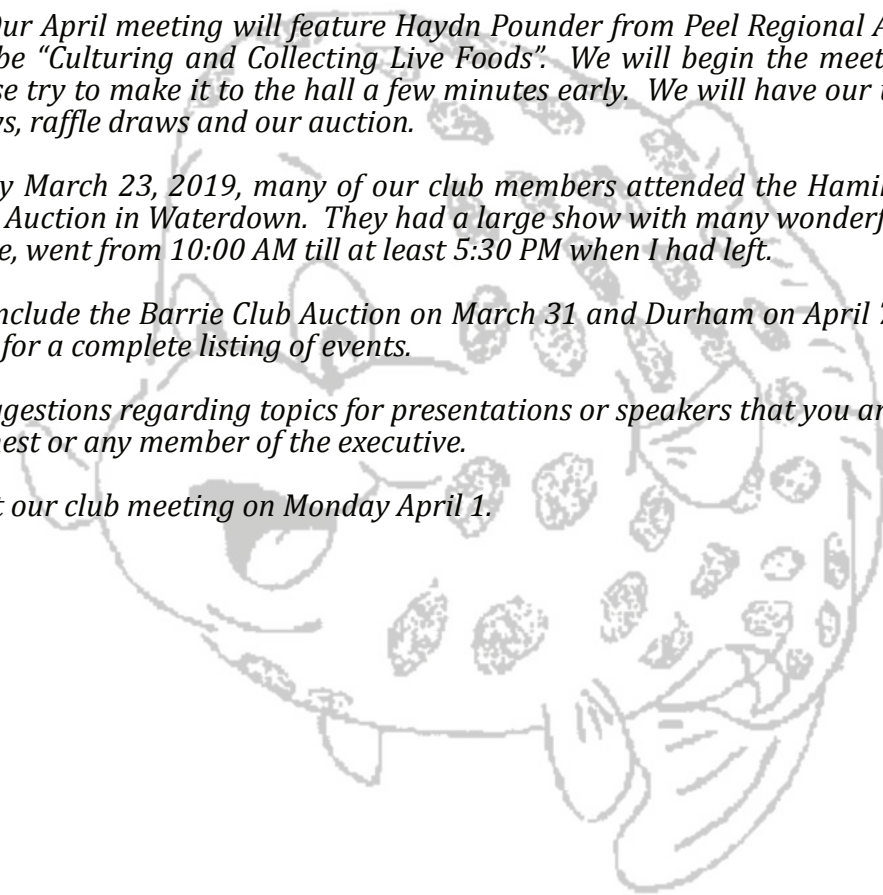 Our April meeting will feature Haydn Pounder from Peel Regional A
be “Culturing and Collecting Live Foods”. We will begin the meet
se try to make it to the hall a few minutes early. We will have our
s, raffle draws and our auction.
y March 23, 2019, many of our club members attended the Hamil
Auction in Waterdown. They had a large show with many wonderf
e, went from 10:00 AM till at least 5:30 PM when I had left.
nclude the Barrie Club Auction on March 31 and Durham on April 7
for a complete listing of events.
ggestions regarding topics for presentations or speakers that you ar
nest or any member of the executive.
t our club meeting on Monday April 1.